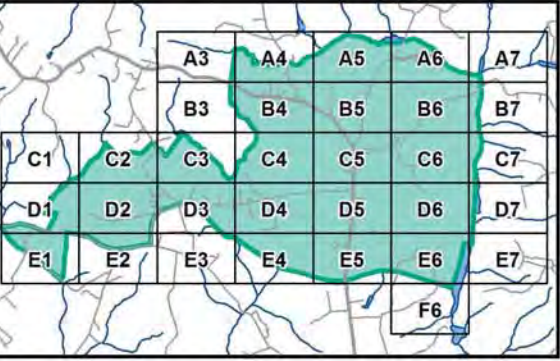 A3 A4 A5 A6 A7
B3 B4 B5 B6 B7
C1 C2 C3 C4 C5 C6 C7
D1 D2 D3 D4 D5 D6 D7
E1 E2 E3 E4 E5 E6 E7
F6